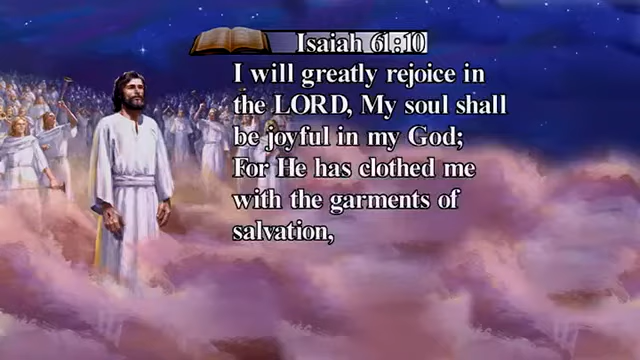 Isaiah 61:10
I will greatly rejoice in
the LORD, My soul shall
be joyful in my God;
For He has clothed me
with the garments of
salvation,